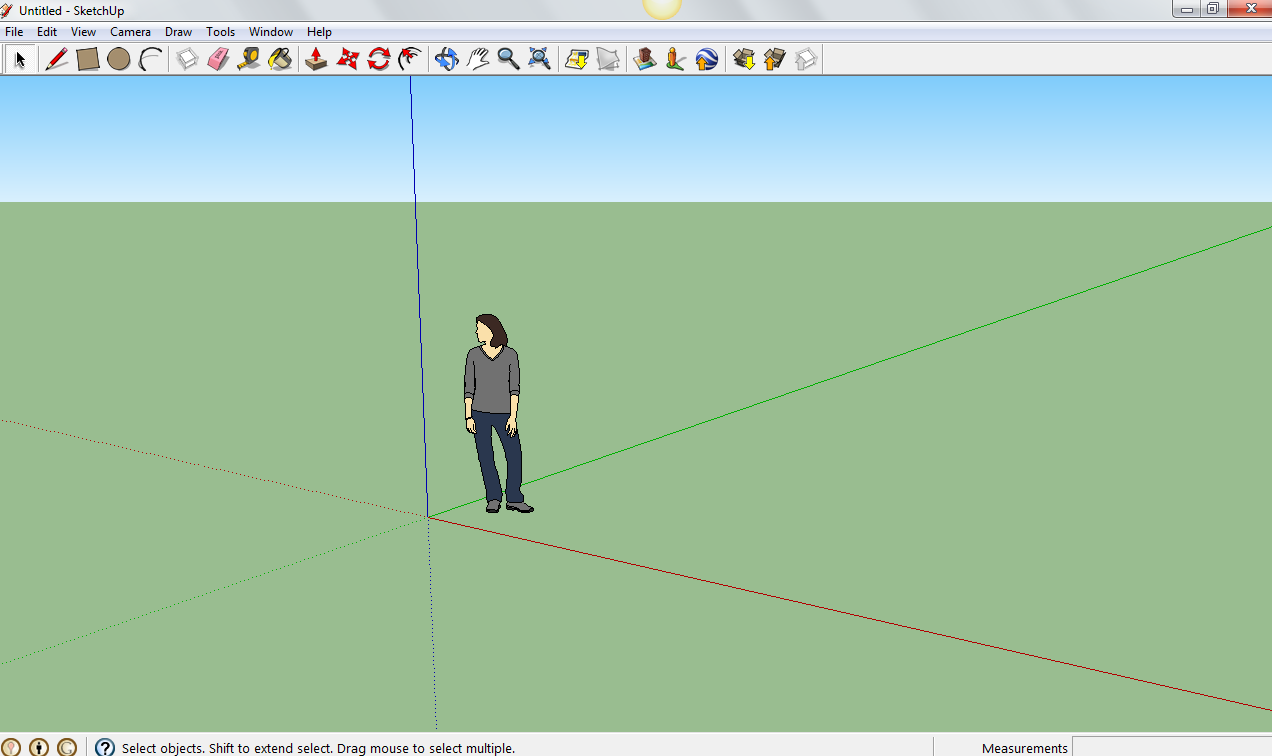 Untitled - SketchUp
File Edit View Camera Draw Tools Window Help
Select objects. Shift to extend select. Drag mouse to select multiple. Measurements